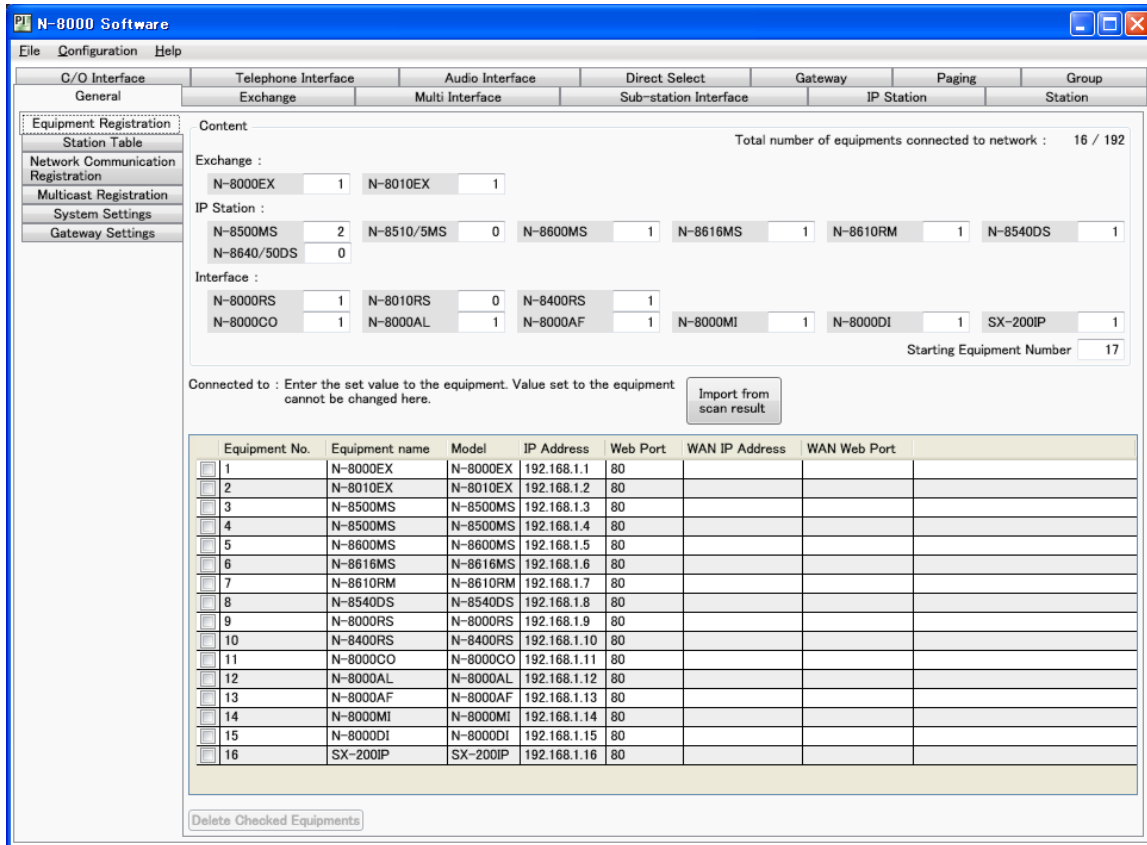 N-8000 Software
File Configuration Help
C/O Interface Telephone Interface Audio Interface Direct Select Gateway Paging Group
General Exchange Multi Interface Sub-station Interface IP Station Station
Equipment Registration
Station Table
Network Communication
Registration
Multicast Registration
System Settings
Gateway Settings
Content
Total number of equipments connected to network : 16 / 192
Exchange :
N-8000EX 1 N-8010EX 1
IP Station :
N-8500MS 2 N-8510/5MS 0 N-8600MS 1 N-8616MS 1 N-8610RM 1 N-8540DS 1
N-8640/50DS 0
Interface :
N-8000RS 1 N-8010RS 0 N-8400RS 1
N-8000CO 1 N-8000AL 1 N-8000AF 1 N-8000MI 1 N-8000DI 1 SX-200IP 1
Starting Equipment Number 17
Connected to : Enter the set value to the equipment. Value set to the equipment
cannot be changed here.
Import from
scan result
Equipment No. Equipment name Model IP Address Web Port WAN IP Address WAN Web Port
1 N-8000EX N-8000EX 192.168.1.1 80
2 N-8010EX N-8010EX 192.168.1.2 80
3 N-8500MS N-8500MS 192.168.1.3 80
4 N-8500MS N-8500MS 192.168.1.4 80
5 N-8600MS N-8600MS 192.168.1.5 80
6 N-8616MS N-8616MS 192.168.1.6 80
7 N-8610RM N-8610RM 192.168.1.7 80
8 N-8540DS N-8540DS 192.168.1.8 80
9 N-8000RS N-8000RS 192.168.1.9 80
10 N-8400RS N-8400RS 192.168.1.10 80
11 N-8000CO N-8000CO 192.168.1.11 80
12 N-8000AL N-8000AL 192.168.1.12 80
13 N-8000AF N-8000AF 192.168.1.13 80
14 N-8000MI N-8000MI 192.168.1.14 80
15 N-8000DI N-8000DI 192.168.1.15 80
16 SX-200IP SX-200IP 192.168.1.16 80
Delete Checked Equipments